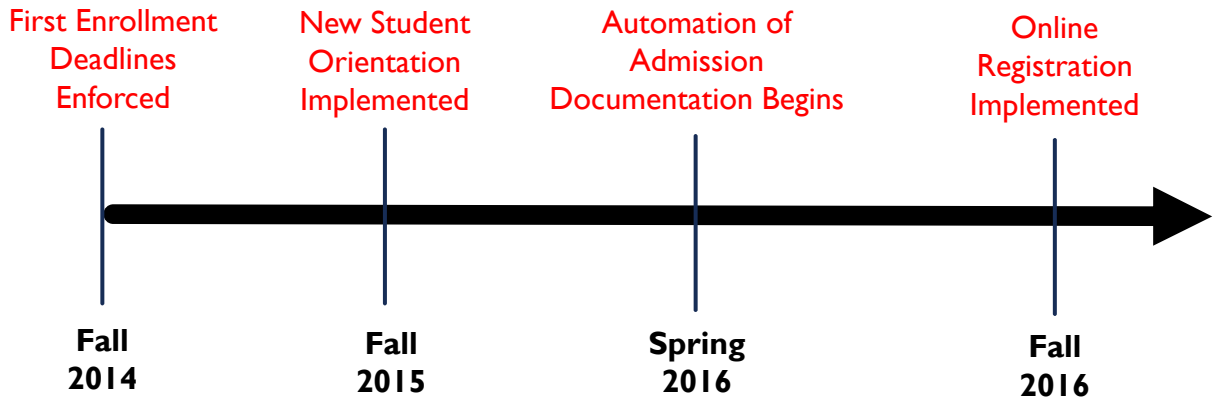 First Enrollment
Deadlines
Enforced
New Student
Orientation
Implemented
Automation of
Admission
Documentation Begins
Online
Registration
Implemented
Fall
2014
Fall
2015
Spring
2016
Fall
2016